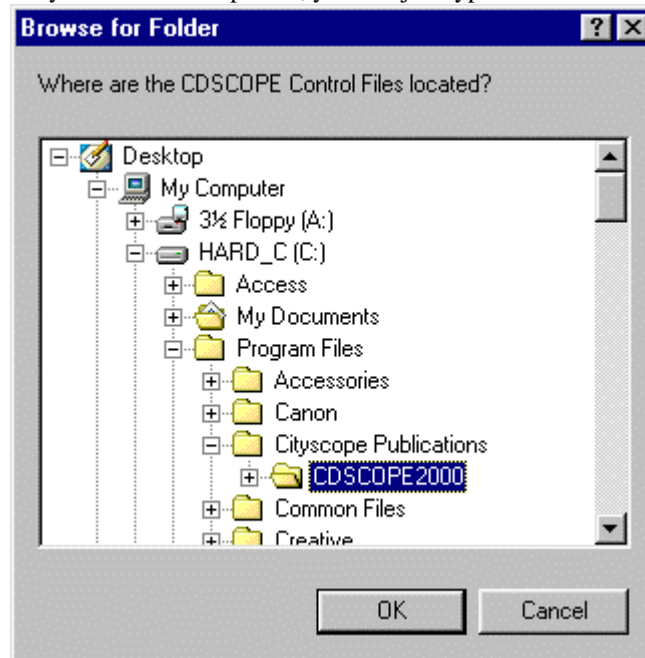 Browse for Folder
Where are the CDSCOPE Control Files located?
Desktop
My Computer
3½ Floppy (A:)
HARD_C (C:)
Access
My Documents
Program Files
Accessories
Canon
Cityscope Publications
CDSCOPE2000
Common Files
Creative
OK Cancel